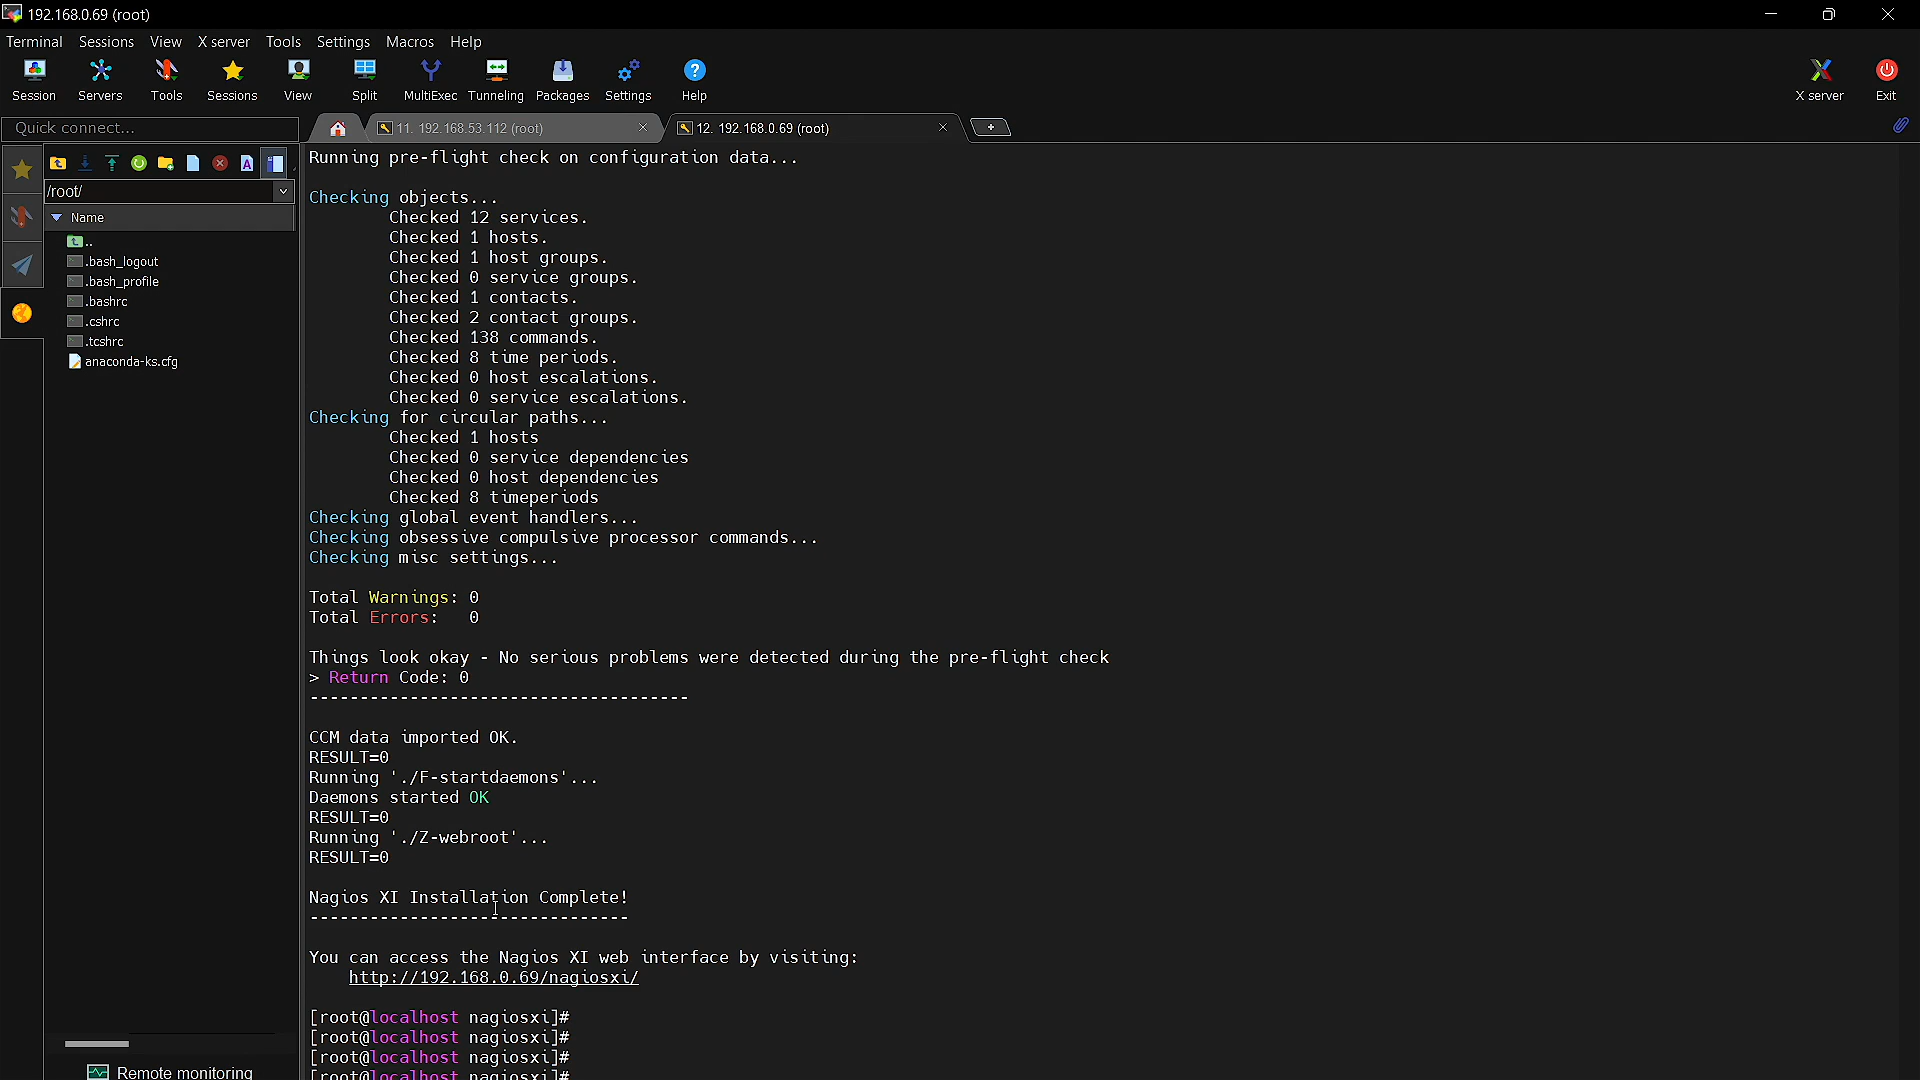 192.168.0.69 (root)
Terminal Sessions View X server Tools Settings Macros Help
Session Servers Tools Sessions View Split MultiExec Tunneling Packages Settings Help X server Exit
Quick connect...
11. 192.168.53.112 (root)
12. 192.168.0.69 (root)
/root/
Name
..
.bash_logout
.bash_profile
.bashrc
.cshrc
.tcshrc
anaconda-ks.cfg
Remote monitoring
Running pre-flight check on configuration data...
Checking objects...
Checked 12 services.
Checked 1 hosts.
Checked 1 host groups.
Checked 0 service groups.
Checked 1 contacts.
Checked 2 contact groups.
Checked 138 commands.
Checked 8 time periods.
Checked 0 host escalations.
Checked 0 service escalations.
Checking for circular paths...
Checked 1 hosts
Checked 0 service dependencies
Checked 0 host dependencies
Checked 8 timeperiods
Checking global event handlers...
Checking obsessive compulsive processor commands...
Checking misc settings...
Total Warnings: 0
Total Errors:   0
Things look okay - No serious problems were detected during the pre-flight check
> Return Code: 0
--------------------------------------
CCM data imported OK.
RESULT=0
Running './F-startdaemons'...
Daemons started OK
RESULT=0
Running './Z-webroot'...
RESULT=0
Nagios XI Installation Complete!
--------------------------------
You can access the Nagios XI web interface by visiting:
http://192.168.0.69/nagiosxi/
[root@localhost nagiosxi]#
[root@localhost nagiosxi]#
[root@localhost nagiosxi]#
[root@localhost nagiosxi]#